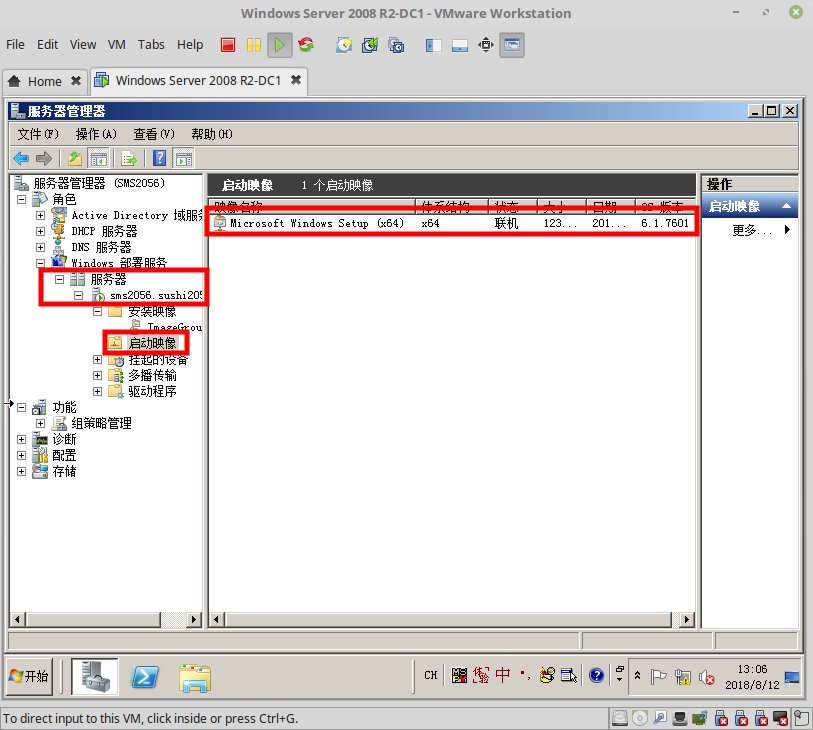 Windows Server 2008 R2-DC1 - VMware Workstation
File Edit View VM Tabs Help
Home
Windows Server 2008 R2-DC1
服务器管理器
文件(F) 操作(A) 查看(V) 帮助(H)
服务器管理器 (SMS2056)
角色
Active Directory 域服务
DHCP 服务器
DNS 服务器
Windows 部署服务
服务器
sms2056.sushi205
安装映像
ImageGrou
启动映像
挂起的设备
多播传输
驱动程序
功能
组策略管理
诊断
配置
存储
启动映像 1 个启动映像
映像名称 体系结构 状态 大小 日期 OS 版本
Microsoft Windows Setup (x64) x64 联机 123... 201... 6.1.7601
操作
启动映像
更多...
开始
CH
中
13:06
2018/8/12
To direct input to this VM, click inside or press Ctrl+G.